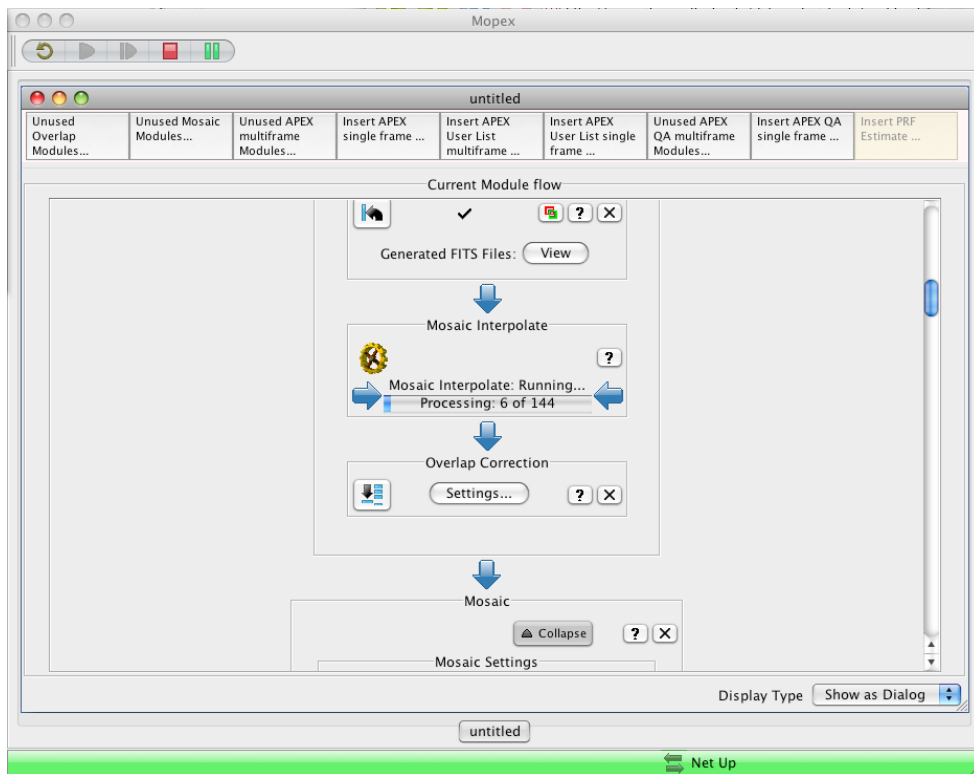 Mopex
untitled
Unused
Overlap
Modules...
Unused Mosaic
Modules...
Unused APEX
multiframe
Modules...
Insert APEX
single frame ...
Insert APEX
User List
multiframe ...
Insert APEX
User List single
frame ...
Unused APEX
QA multiframe
Modules...
Insert APEX QA
single frame ...
Insert PRF
Estimate ...
Current Module flow
?
Generated FITS Files: View
Mosaic Interpolate
?
Mosaic Interpolate: Running...
Processing: 6 of 144
Overlap Correction
Settings...
?
Mosaic
Collapse
?
Mosaic Settings
Display Type Show as Dialog
untitled
Net Up